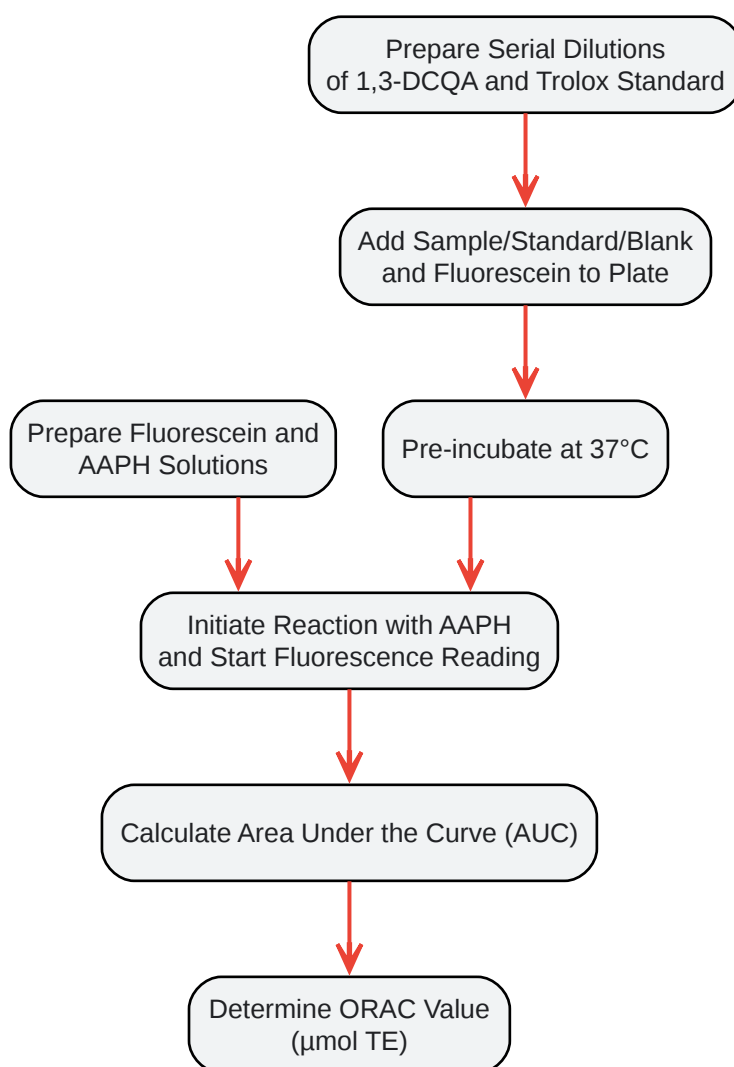 Prepare Serial Dilutions
of 1,3-DCQA and Trolox Standard
Add Sample/Standard/Blank
and Fluorescein to Plate
Prepare Fluorescein and
AAPH Solutions
Pre-incubate at 37°C
Initiate Reaction with AAPH
and Start Fluorescence Reading
Calculate Area Under the Curve (AUC)
Determine ORAC Value
(µmol TE)